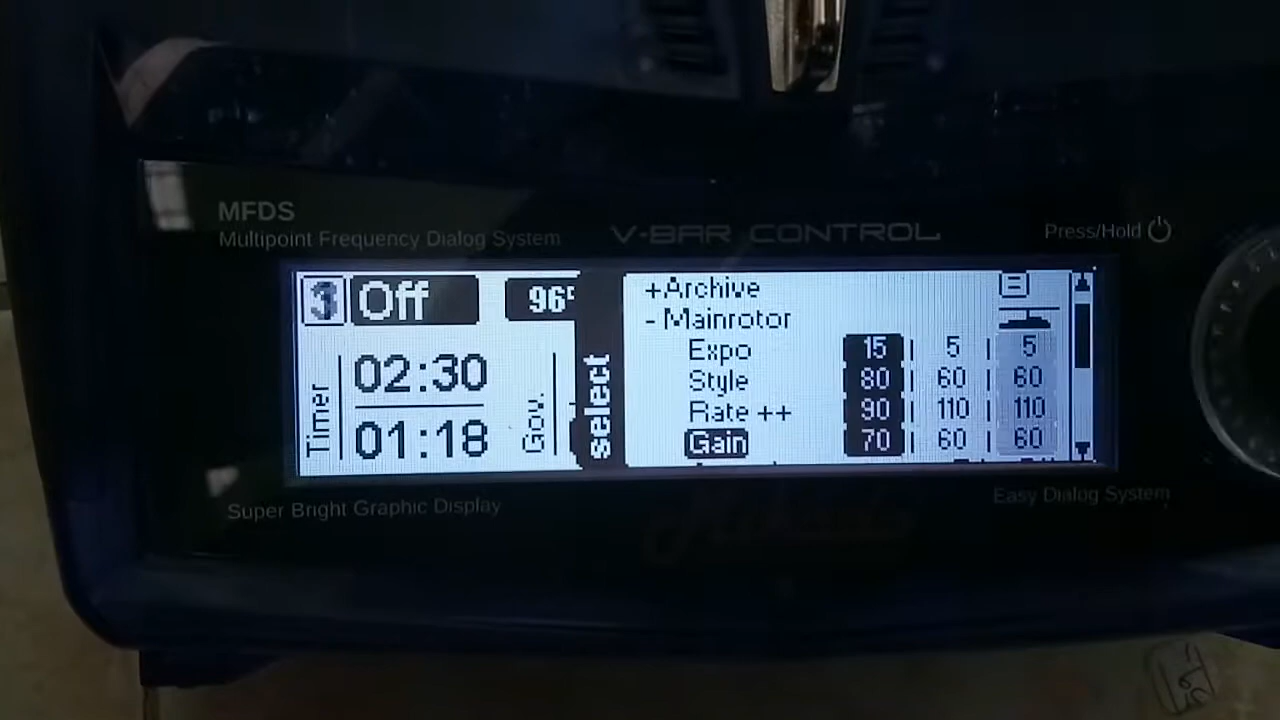 MFDS
Multipoint Frequency Dialog System
V-BAR CONTROL
Press/Hold
3 Off
Timer
02:30
01:18
Gov.
select
+Archive
- Mainrotor
Expo 15 | 5 | 5
Style 80 | 60 | 60
Rate ++ 90 | 110 | 110
Gain 70 | 60 | 60
Super Bright Graphic Display
Easy Dialog System